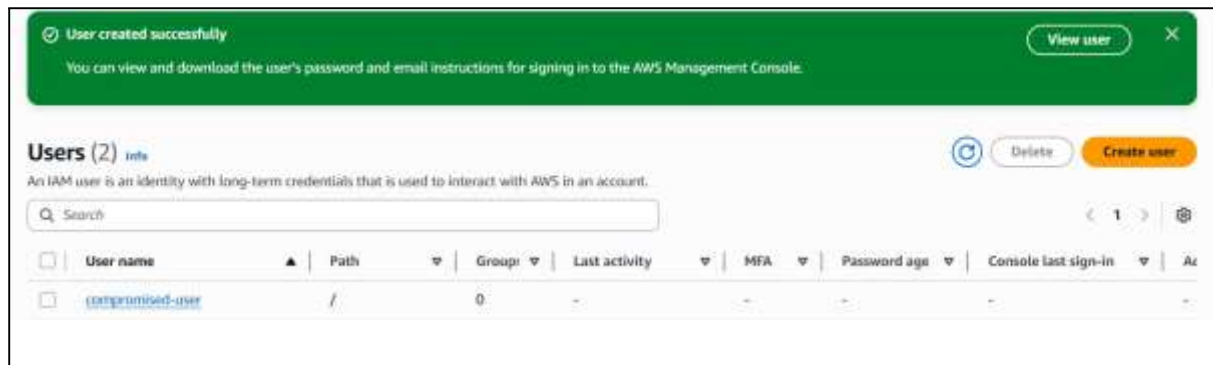 User created successfully
View user
You can view and download the user's password and email instructions for signing in to the AWS Management Console.
Users (2) Info
Delete
Create user
An IAM user is an identity with long-term credentials that is used to interact with AWS in an account.
Search
1
User name Path Group: Last activity MFA Password age Console last sign-in Ac
compromised-user / 0 - - - - -